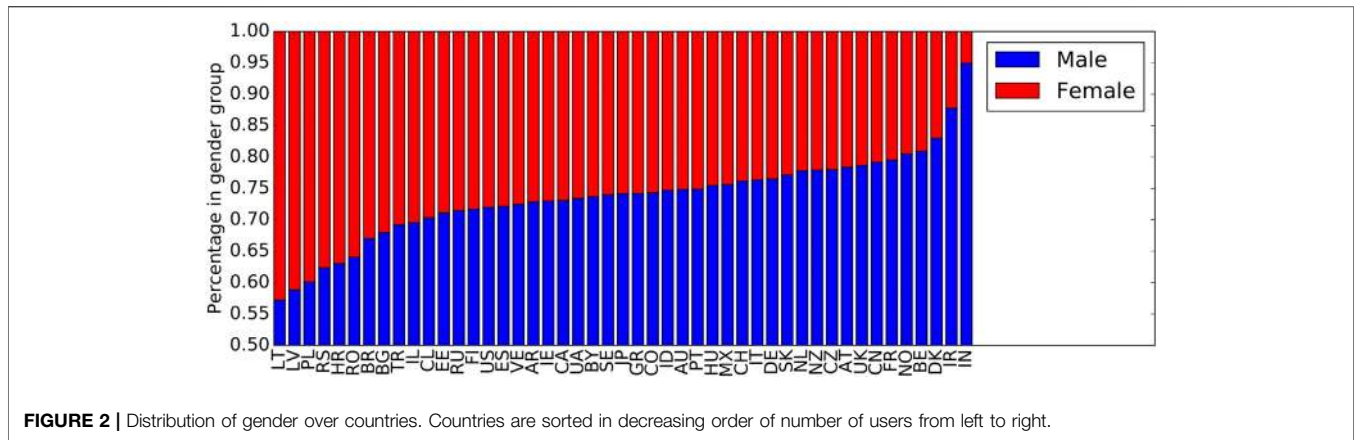 1.00
0.95
0.90
0.85
0.80
0.75
0.70
0.65
0.60
0.55
0.50
Percentage in gender group
Male
Female
LT LV PL RS HR RO BR BG TR IL CL EE RU FI US ES VE AR IE CA UA BY SE JP GR CO ID AU PT HU MX CH IT DE SK NL NZ CZ AT UK CN FR NO BE DK IR IN
FIGURE 2 | Distribution of gender over countries. Countries are sorted in decreasing order of number of users from left to right.